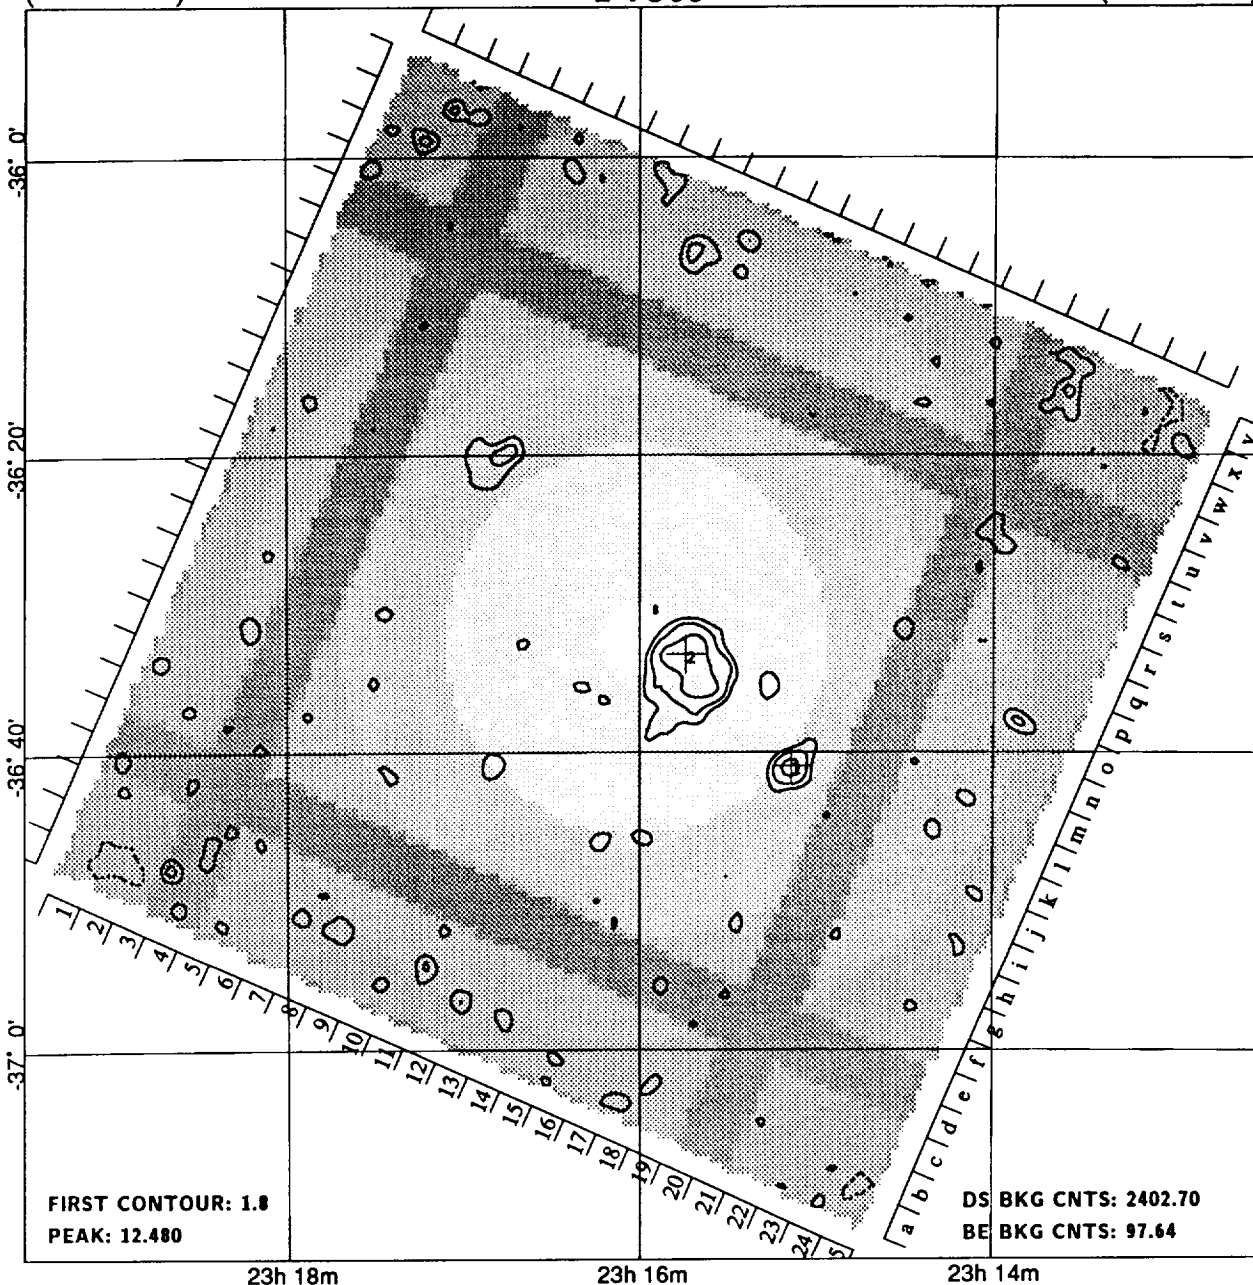 -36° 0'
-36° 20'
-36° 40'
-37° 0'
2
1 2 3 4 5 6 7 8 9 10 11 12 13 14 15 16 17 18 19 20 21 22 23 24
a b c d e f g h i j k l m n o p q r s t u v w x y
FIRST CONTOUR: 1.8
PEAK: 12.480
DS BKG CNTS: 2402.70
BE BKG CNTS: 97.64
23h 18m
23h 16m
23h 14m